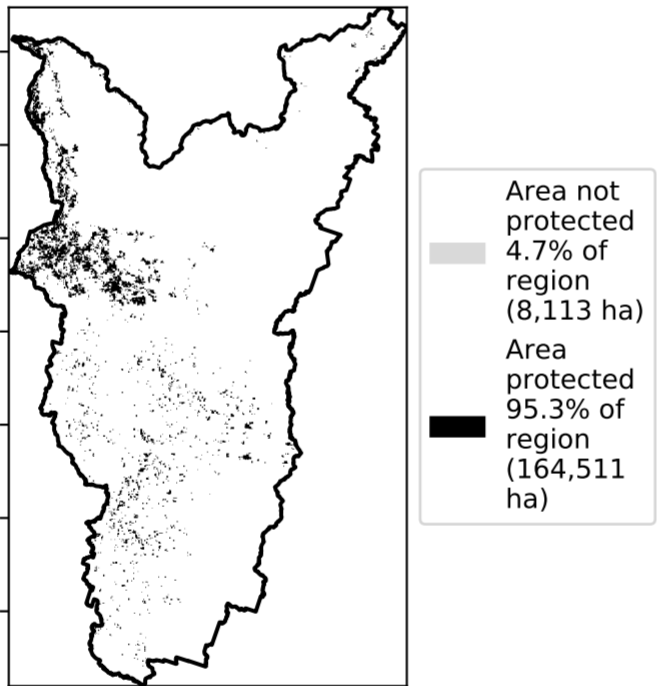 Area not
protected
4.7% of
region
(8,113 ha)
Area
protected
95.3% of
region
(164,511
ha)